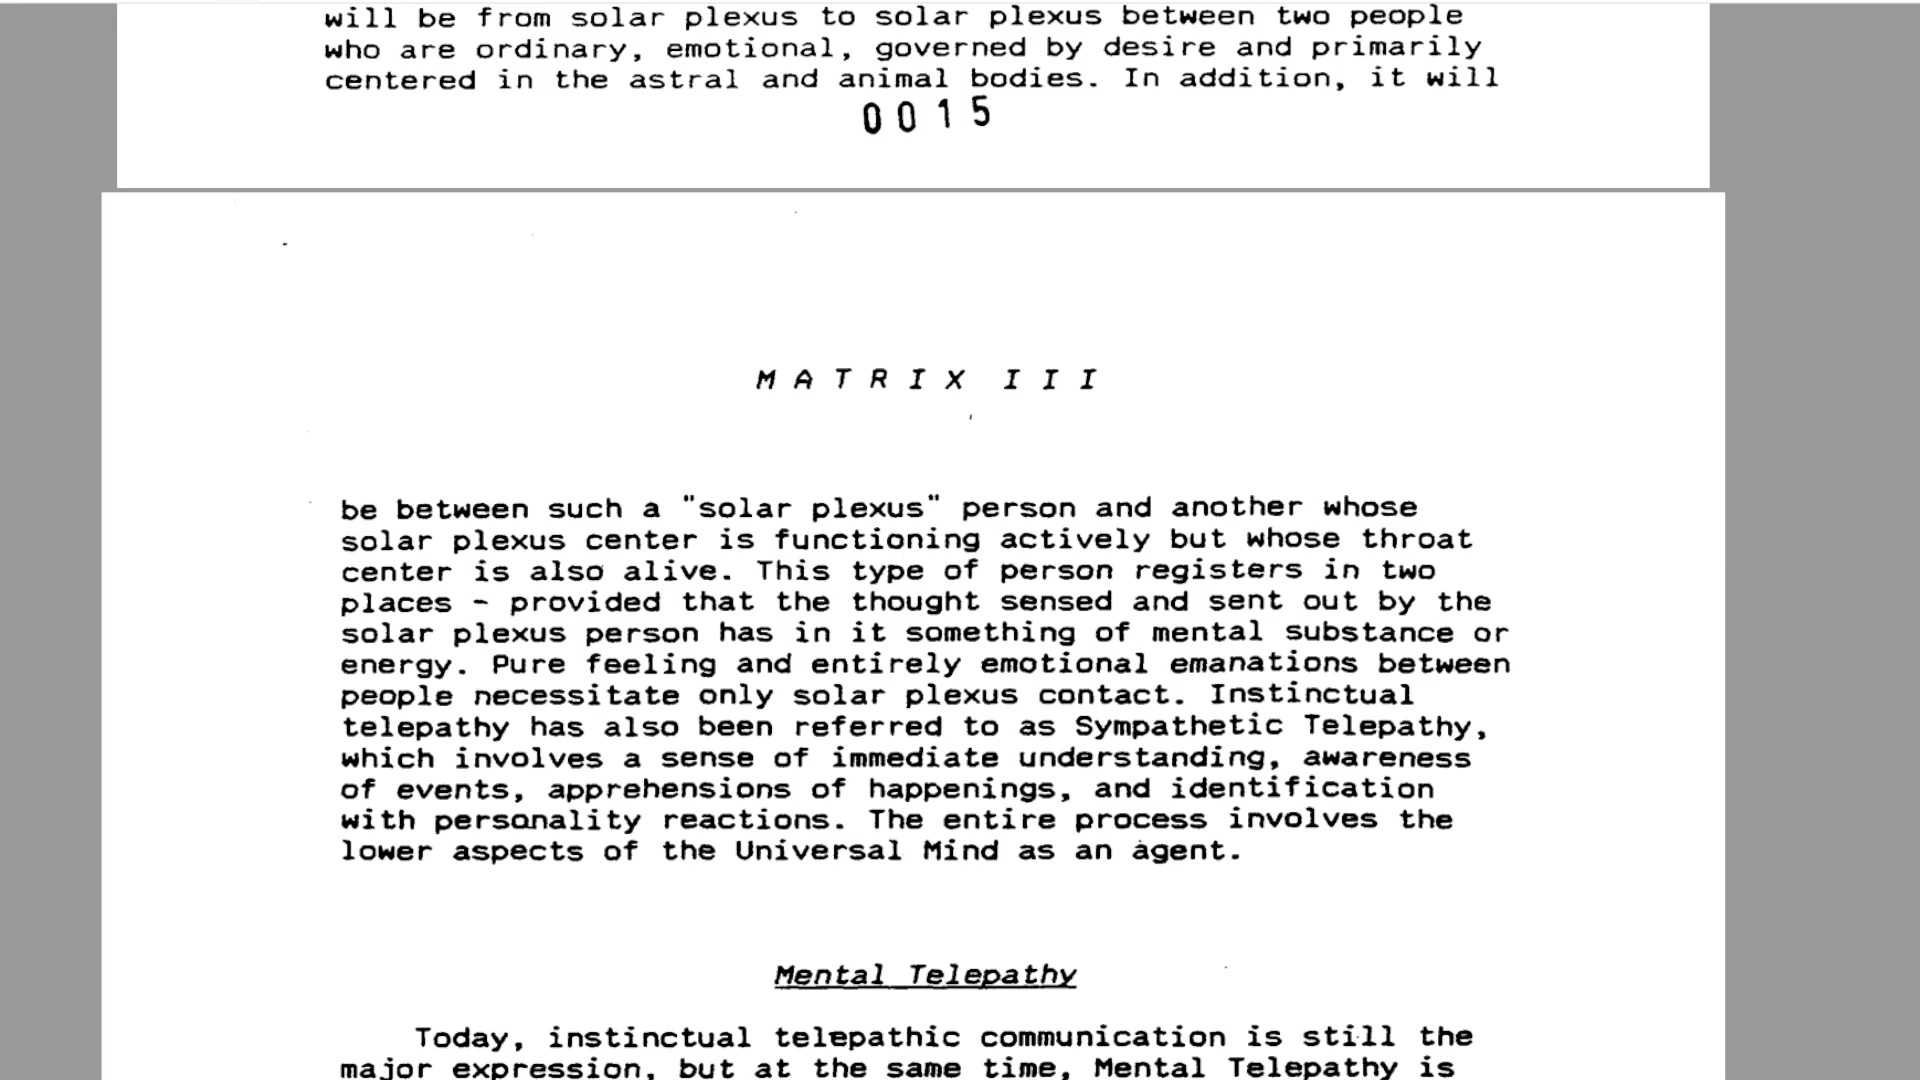 will be from solar plexus to solar plexus between two people
who are ordinary, emotional, governed by desire and primarily
centered in the astral and animal bodies. In addition, it will
0015
MATRIX III
be between such a "solar plexus" person and another whose
solar plexus center is functioning actively but whose throat
center is also alive. This type of person registers in two
places - provided that the thought sensed and sent out by the
solar plexus person has in it something of mental substance or
energy. Pure feeling and entirely emotional emanations between
people necessitate only solar plexus contact. Instinctual
telepathy has also been referred to as Sympathetic Telepathy,
which involves a sense of immediate understanding, awareness
of events, apprehensions of happenings, and identification
with personality reactions. The entire process involves the
lower aspects of the Universal Mind as an agent.
Mental Telepathy
Today, instinctual telepathic communication is still the
major expression, but at the same time, Mental Telepathy is